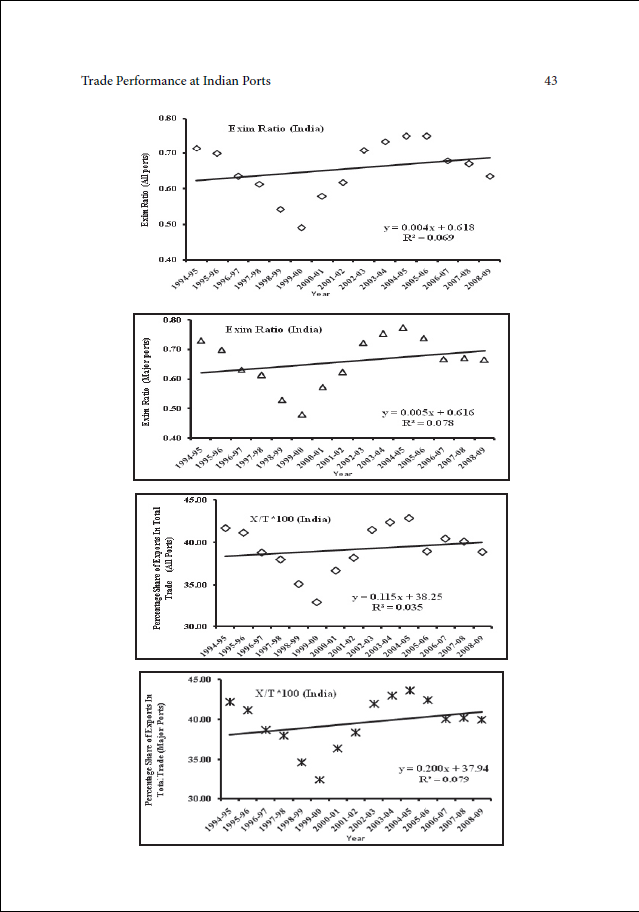 Trade Performance at Indian Ports 43
0.80
Exim Ratio (India)
0.70
0.60
0.50
0.40
Exim Ratio (All ports)
y = 0.004x + 0.618
R² = 0.069
1994-95 1995-96 1996-97 1997-98 1998-99 1999-00 2000-01 2001-02 2002-03 2003-04 2004-05 2005-06 2006-07 2007-08 2008-09
Year
0.80
Exim Ratio (India)
0.70
0.60
0.50
0.40
Exim Ratio (Major ports)
y = 0.005x + 0.616
R² = 0.078
1994-95 1995-96 1996-97 1997-98 1998-99 1999-00 2000-01 2001-02 2002-03 2003-04 2004-05 2005-06 2006-07 2007-08 2008-09
45.00
X/T*100 (India)
40.00
35.00
30.00
Percentage Share of Exports In Total
Trade (All Ports)
y = 0.115x + 38.25
R² = 0.035
1994-95 1995-96 1996-97 1997-98 1998-99 1999-00 2000-01 2001-02 2002-03 2003-04 2004-05 2005-06 2006-07 2007-08 2008-09
45.00
X/T*100 (India)
40.00
35.00
30.00
Percentage Share of Exports In
Total Trade (Major Ports)
y = 0.200x + 37.94
R² = 0.079
1994-95 1995-96 1996-97 1997-98 1998-99 1999-00 2000-01 2001-02 2002-03 2003-04 2004-05 2005-06 2006-07 2007-08 2008-09
Year